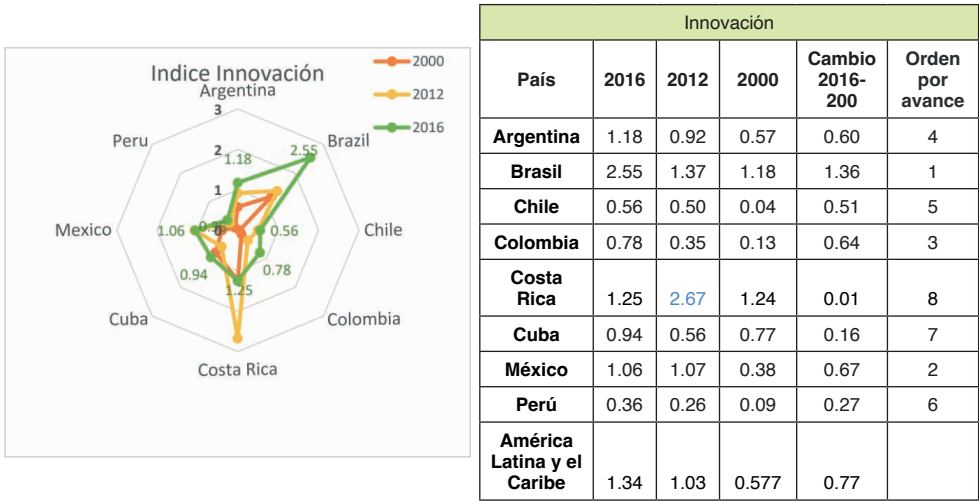 Indice Innovación
2000
2012
2016
Argentina
Brazil
Chile
Colombia
Costa Rica
Cuba
Mexico
Peru
3
2
1
0
1.18
2.55
0.56
0.78
1.25
0.94
1.06
0.36
Innovación
País 2016 2012 2000 Cambio 2016-200 Orden por avance
Argentina 1.18 0.92 0.57 0.60 4
Brasil 2.55 1.37 1.18 1.36 1
Chile 0.56 0.50 0.04 0.51 5
Colombia 0.78 0.35 0.13 0.64 3
Costa Rica 1.25 2.67 1.24 0.01 8
Cuba 0.94 0.56 0.77 0.16 7
México 1.06 1.07 0.38 0.67 2
Perú 0.36 0.26 0.09 0.27 6
América Latina y el Caribe 1.34 1.03 0.577 0.77